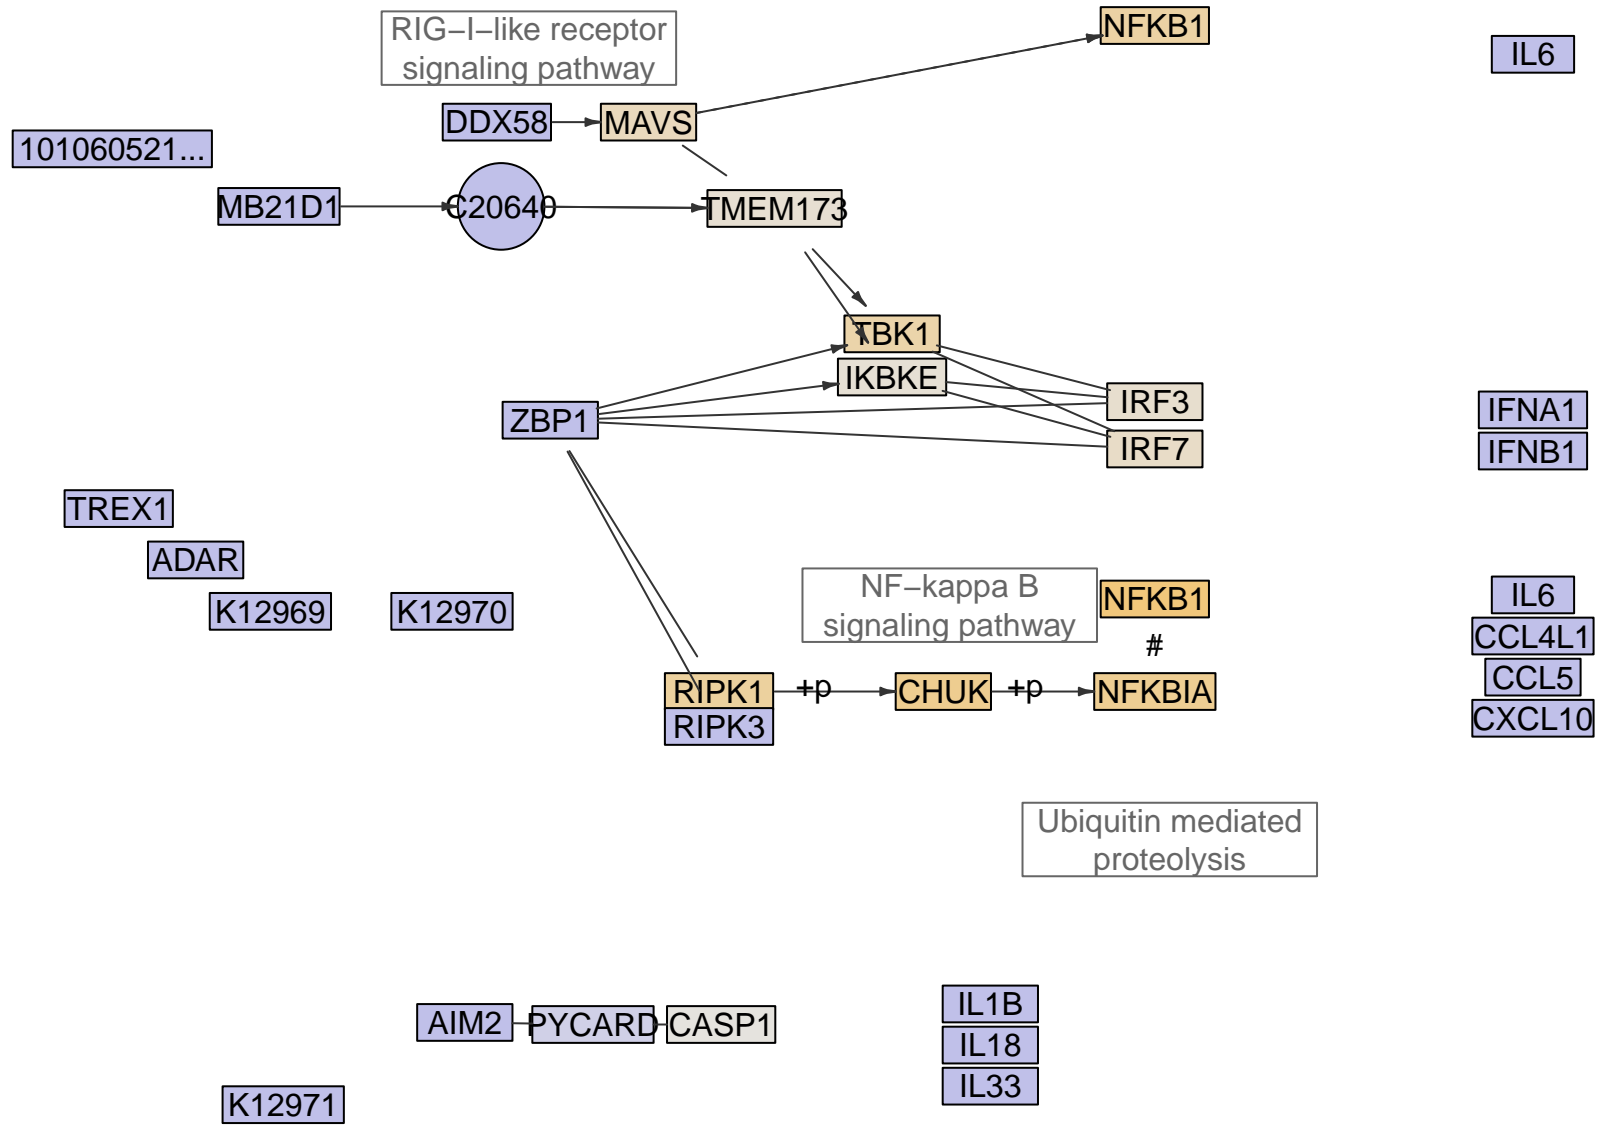 RIG−I−like receptor
signaling pathway
NFKB1
IL6
DDX58
MAVS
101060521...
MB21D1
C20640
TMEM173
TBK1
IKBKE
ZBP1
IRF3
IRF7
IFNA1
IFNB1
TREX1
ADAR
K12969
K12970
NF−kappa B
signaling pathway
NFKB1
#
IL6
CCL4L1
CCL5
CXCL10
RIPK1
+p
CHUK
+p
NFKBIA
RIPK3
Ubiquitin mediated
proteolysis
AIM2
PYCARD
CASP1
IL1B
IL18
IL33
K12971